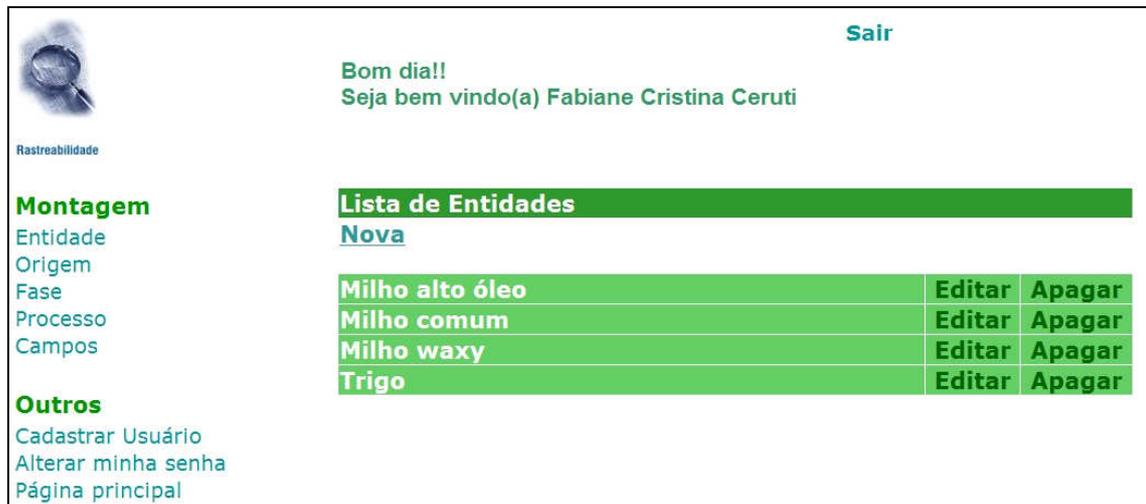 Sair
Bom dia!!
Seja bem vindo(a) Fabiane Cristina Ceruti
Rastreabilidade
Montagem
Entidade
Origem
Fase
Processo
Campos
Outros
Cadastrar Usuário
Alterar minha senha
Página principal
Lista de Entidades
Nova
Milho alto óleo Editar Apagar
Milho comum Editar Apagar
Milho waxy Editar Apagar
Trigo Editar Apagar